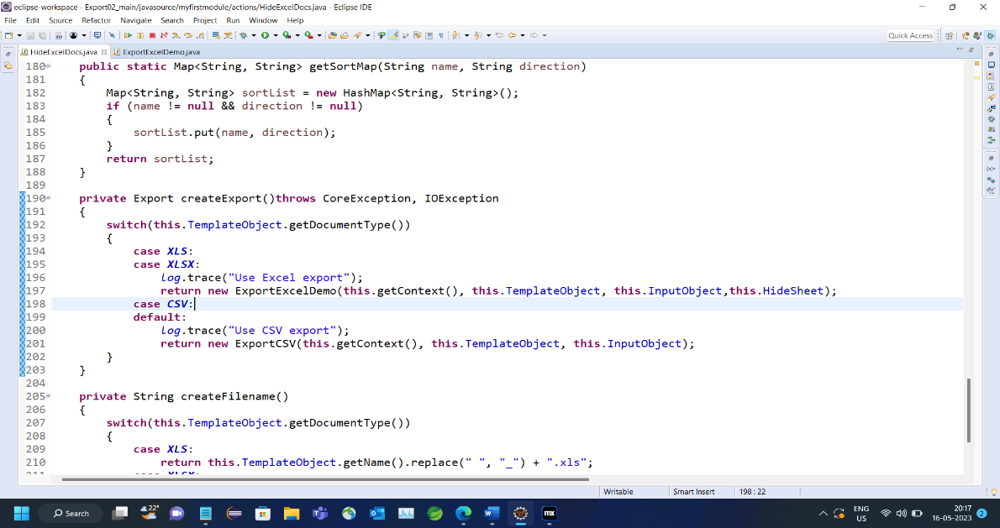 eclipse-workspace - Export02_main/javasource/myfirstmodule/actions/HideExcelDocs.java - Eclipse IDE
File Edit Source Refactor Navigate Search Project Run Window Help
Quick Access
HideExcelDocs.java ExportExcelDemo.java
180 public static Map<String, String> getSortMap(String name, String direction)
181 {
182 Map<String, String> sortList = new HashMap<String, String>();
183 if (name != null && direction != null)
184 {
185 sortList.put(name, direction);
186 }
187 return sortList;
188 }
189
190 private Export createExport()throws CoreException, IOException
191 {
192 switch(this.TemplateObject.getDocumentType())
193 {
194 case XLS:
195 case XLSX:
196 log.trace("Use Excel export");
197 return new ExportExcelDemo(this.getContext(), this.TemplateObject, this.InputObject,this.HideSheet);
198 case CSV:
199 default:
200 log.trace("Use CSV export");
201 return new ExportCSV(this.getContext(), this.TemplateObject, this.InputObject);
202 }
203 }
204
205 private String createFilename()
206 {
207 switch(this.TemplateObject.getDocumentType())
208 {
209 case XLS:
210 return this.TemplateObject.getName().replace(" ", "_") + ".xls";
211 case XLSX:
Writable Smart Insert 198 : 22
Search 22° mx ENG US 20:17 16-05-2023 2